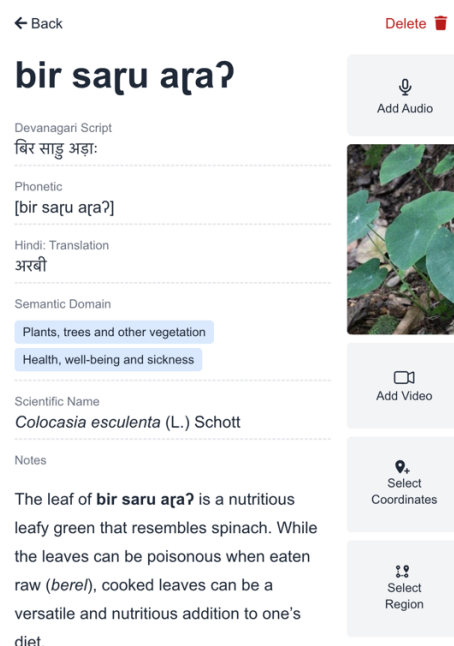 Back
Delete
bir saɽu aɽaʔ
Add Audio
Devanagari Script
बिर साड़ु अड़ाः
Phonetic
[bir saɽu aɽaʔ]
Hindi: Translation
अरबी
Semantic Domain
Plants, trees and other vegetation
Health, well-being and sickness
Add Video
Scientific Name
Colocasia esculenta (L.) Schott
Notes
Select
Coordinates
The leaf of bir saru aɽaʔ is a nutritious
leafy green that resembles spinach. While
the leaves can be poisonous when eaten
raw (berel), cooked leaves can be a
versatile and nutritious addition to one’s
diet.
Select
Region